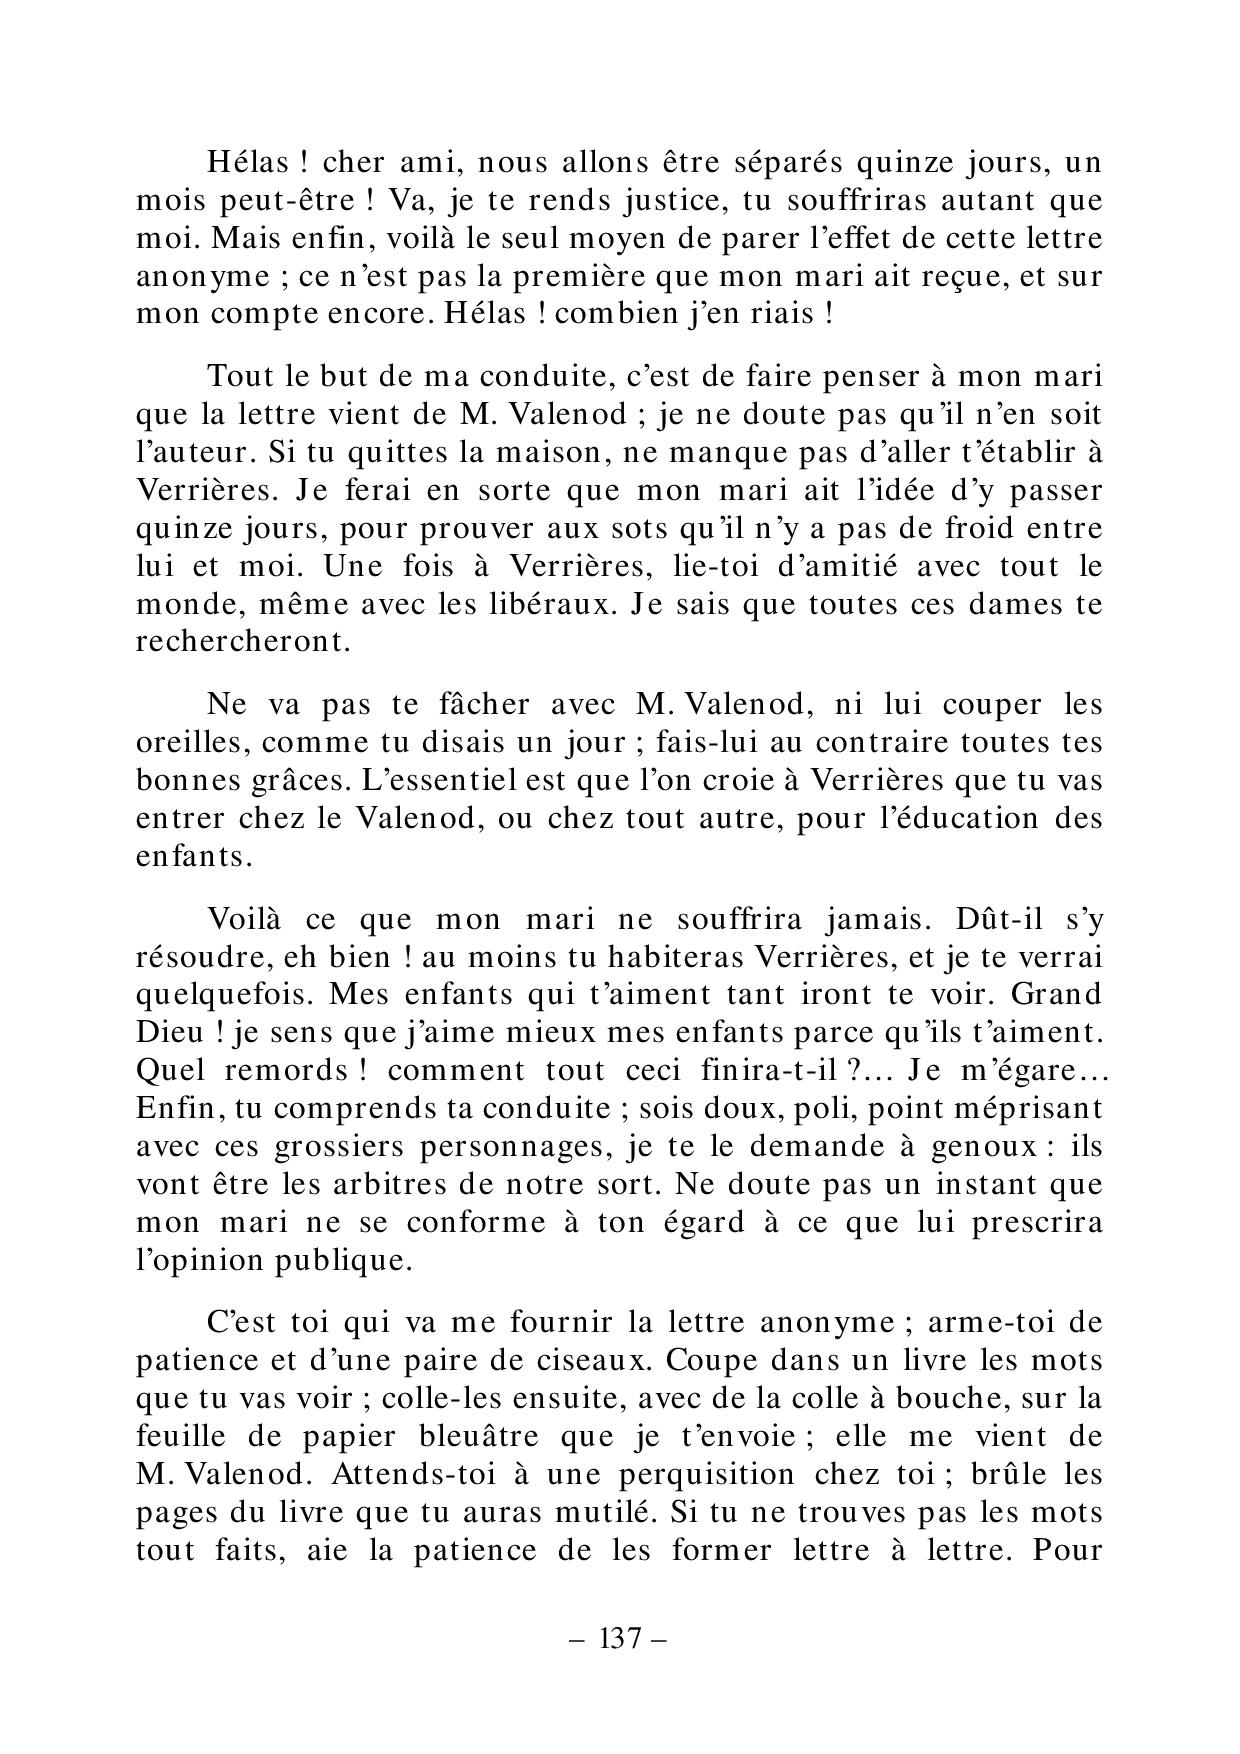 Hélas ! cher ami, nous allons être séparés quinze jours, un
mois peut-être ! Va, je te rends justice, tu souffriras autant que
moi. Mais enfin, voilà le seul moyen de parer l’effet de cette lettre
anonyme ; ce n’est pas la première que mon mari ait reçue, et sur
mon compte encore. Hélas ! combien j’en riais !
Tout le but de ma conduite, c’est de faire penser à mon mari
que la lettre vient de M. Valenod ; je ne doute pas qu’il n’en soit
l’auteur. Si tu quittes la maison, ne manque pas d’aller t’établir à
Verrières. Je ferai en sorte que mon mari ait l’idée d’y passer
quinze jours, pour prouver aux sots qu’il n’y a pas de froid entre
lui et moi. Une fois à Verrières, lie-toi d’amitié avec tout le
monde, même avec les libéraux. Je sais que toutes ces dames te
rechercheront.
Ne va pas te fâcher avec M. Valenod, ni lui couper les
oreilles, comme tu disais un jour ; fais-lui au contraire toutes tes
bonnes grâces. L’essentiel est que l’on croie à Verrières que tu vas
entrer chez le Valenod, ou chez tout autre, pour l’éducation des
enfants.
Voilà ce que mon mari ne souffrira jamais. Dût-il s’y
résoudre, eh bien ! au moins tu habiteras Verrières, et je te verrai
quelquefois. Mes enfants qui t’aiment tant iront te voir. Grand
Dieu ! je sens que j’aime mieux mes enfants parce qu’ils t’aiment.
Quel remords ! comment tout ceci finira-t-il ?… Je m’égare…
Enfin, tu comprends ta conduite ; sois doux, poli, point méprisant
avec ces grossiers personnages, je te le demande à genoux : ils
vont être les arbitres de notre sort. Ne doute pas un instant que
mon mari ne se conforme à ton égard à ce que lui prescrira
l’opinion publique.
C’est toi qui va me fournir la lettre anonyme ; arme-toi de
patience et d’une paire de ciseaux. Coupe dans un livre les mots
que tu vas voir ; colle-les ensuite, avec de la colle à bouche, sur la
feuille de papier bleuâtre que je t’envoie ; elle me vient de
M. Valenod. Attends-toi à une perquisition chez toi ; brûle les
pages du livre que tu auras mutilé. Si tu ne trouves pas les mots
tout faits, aie la patience de les former lettre à lettre. Pour
– 137 –